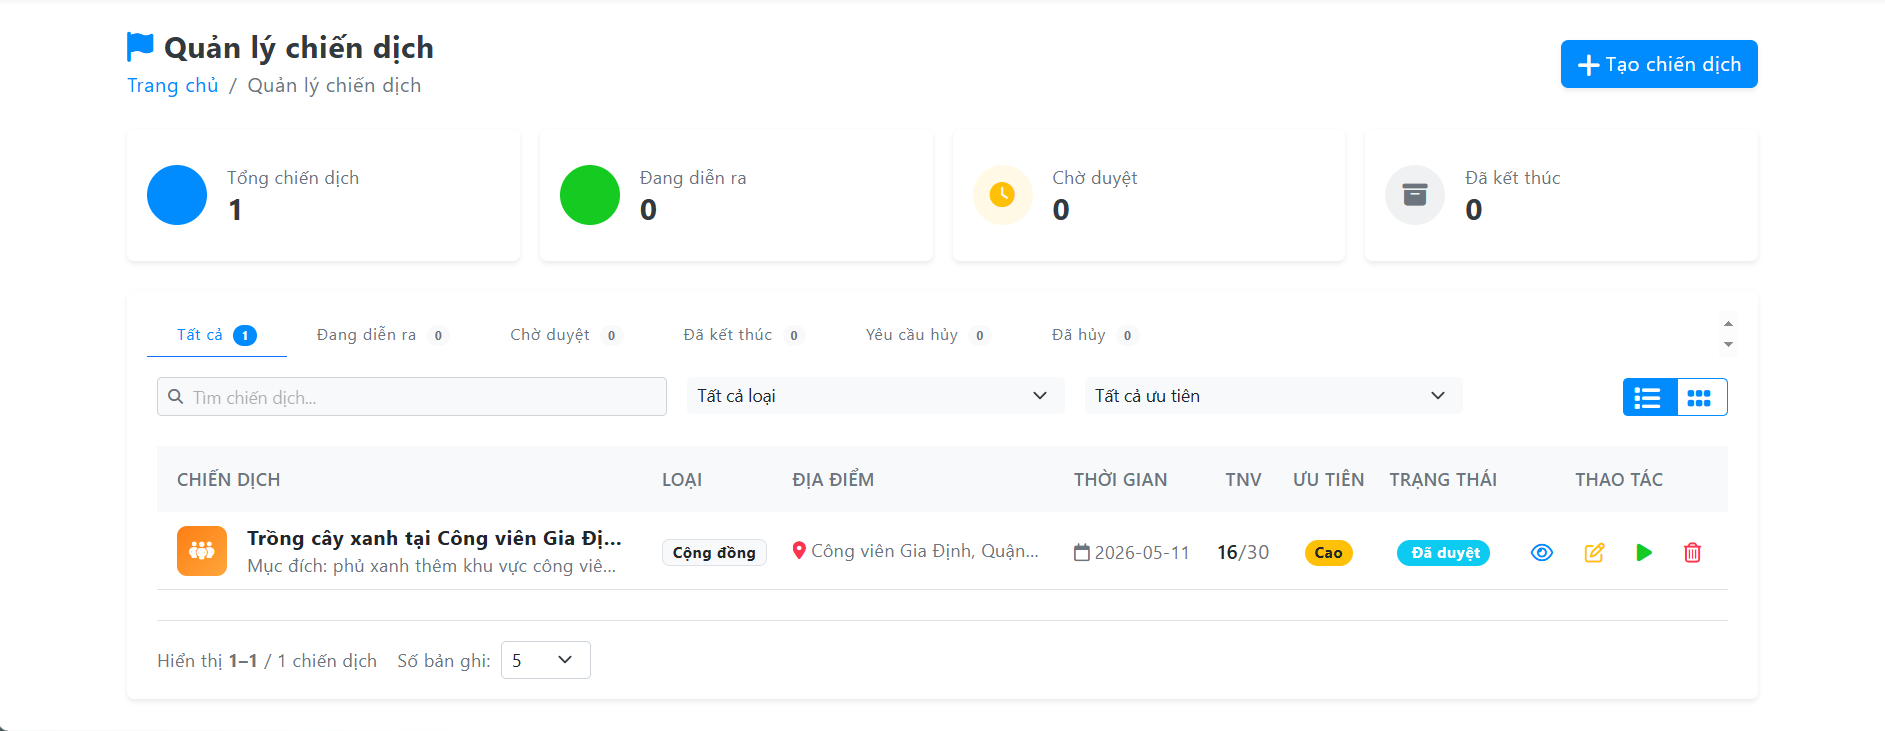 Quản lý chiến dịch
Trang chủ / Quản lý chiến dịch
Tạo chiến dịch
Tổng chiến dịch
1
Đang diễn ra
0
Chờ duyệt
0
Đã kết thúc
0
Tất cả 1 Đang diễn ra 0 Chờ duyệt 0 Đã kết thúc 0 Yêu cầu hủy 0 Đã hủy 0
Tìm chiến dịch... Tất cả loại Tất cả ưu tiên
CHIẾN DỊCH LOẠI ĐỊA ĐIỂM THỜI GIAN TNV ƯU TIÊN TRẠNG THÁI THAO TÁC
Trồng cây xanh tại Công viên Gia Đị...
Mục đích: phủ xanh thêm khu vực công viê...
Cộng đồng Công viên Gia Định, Quận... 2026-05-11 16/30 Cao Đã duyệt
Hiển thị 1–1 / 1 chiến dịch Số bản ghi: 5